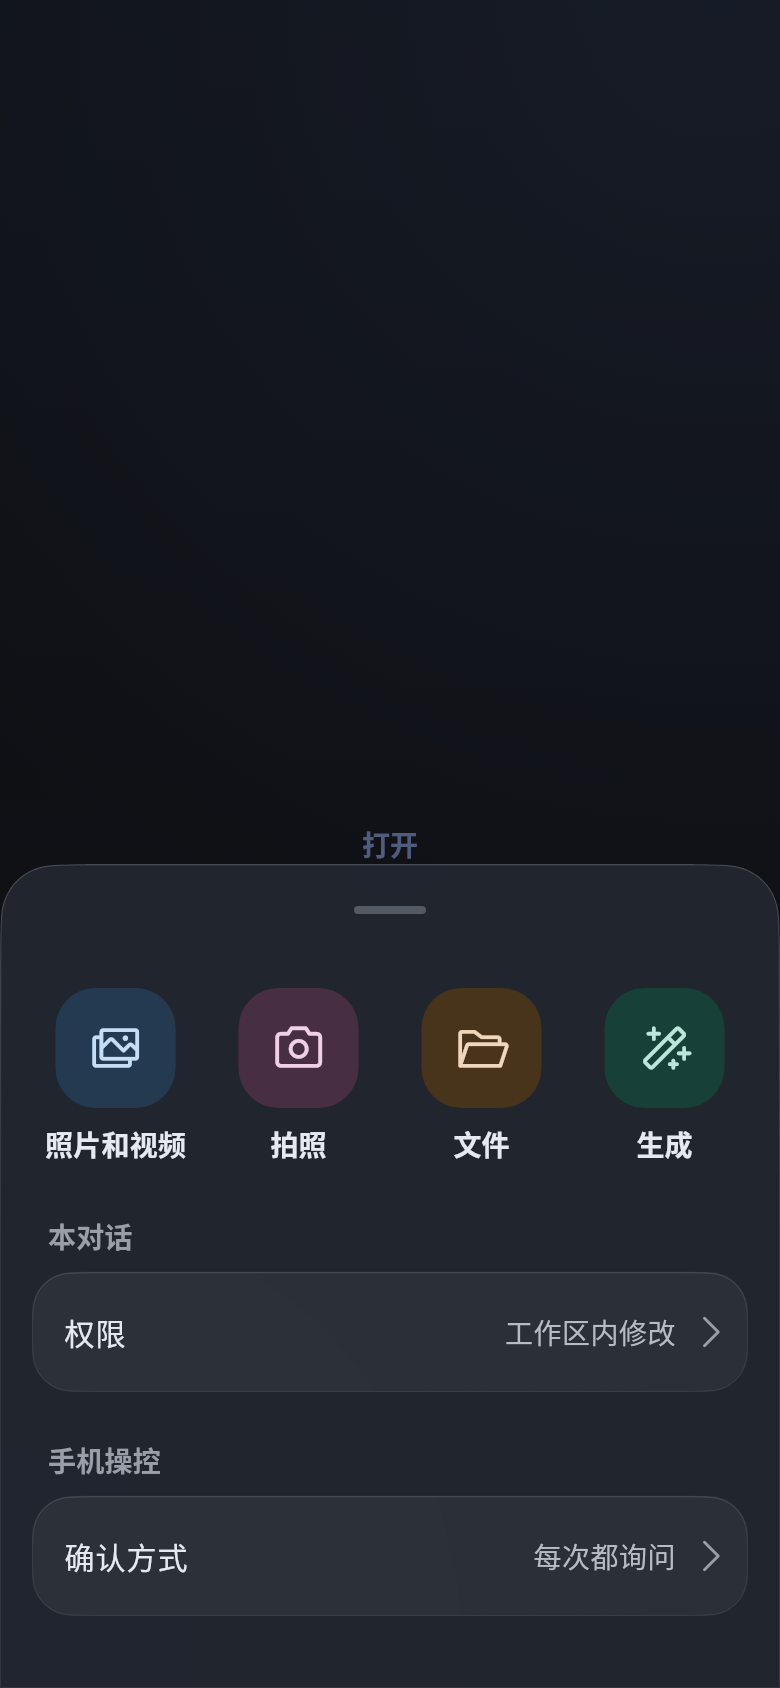 打开
照片和视频
拍照
文件
生成
本对话
权限
工作区内修改
手机操控
确认方式
每次都询问